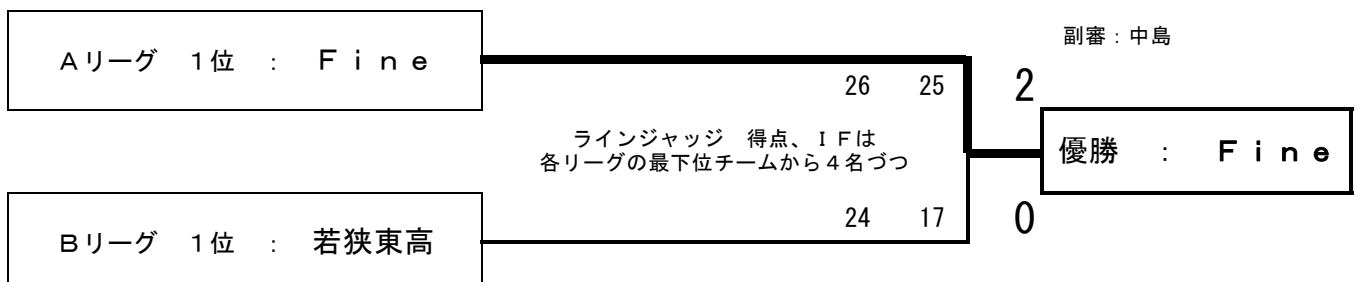 副審：中島
Ａリーグ　１位　：　Ｆｉｎｅ
26　25　2
ラインジャッジ　得点、ＩＦは
各リーグの最下位チームから４名づつ
優勝　：　Ｆｉｎｅ
24　17　0
Ｂリーグ　１位　：　若狭東高